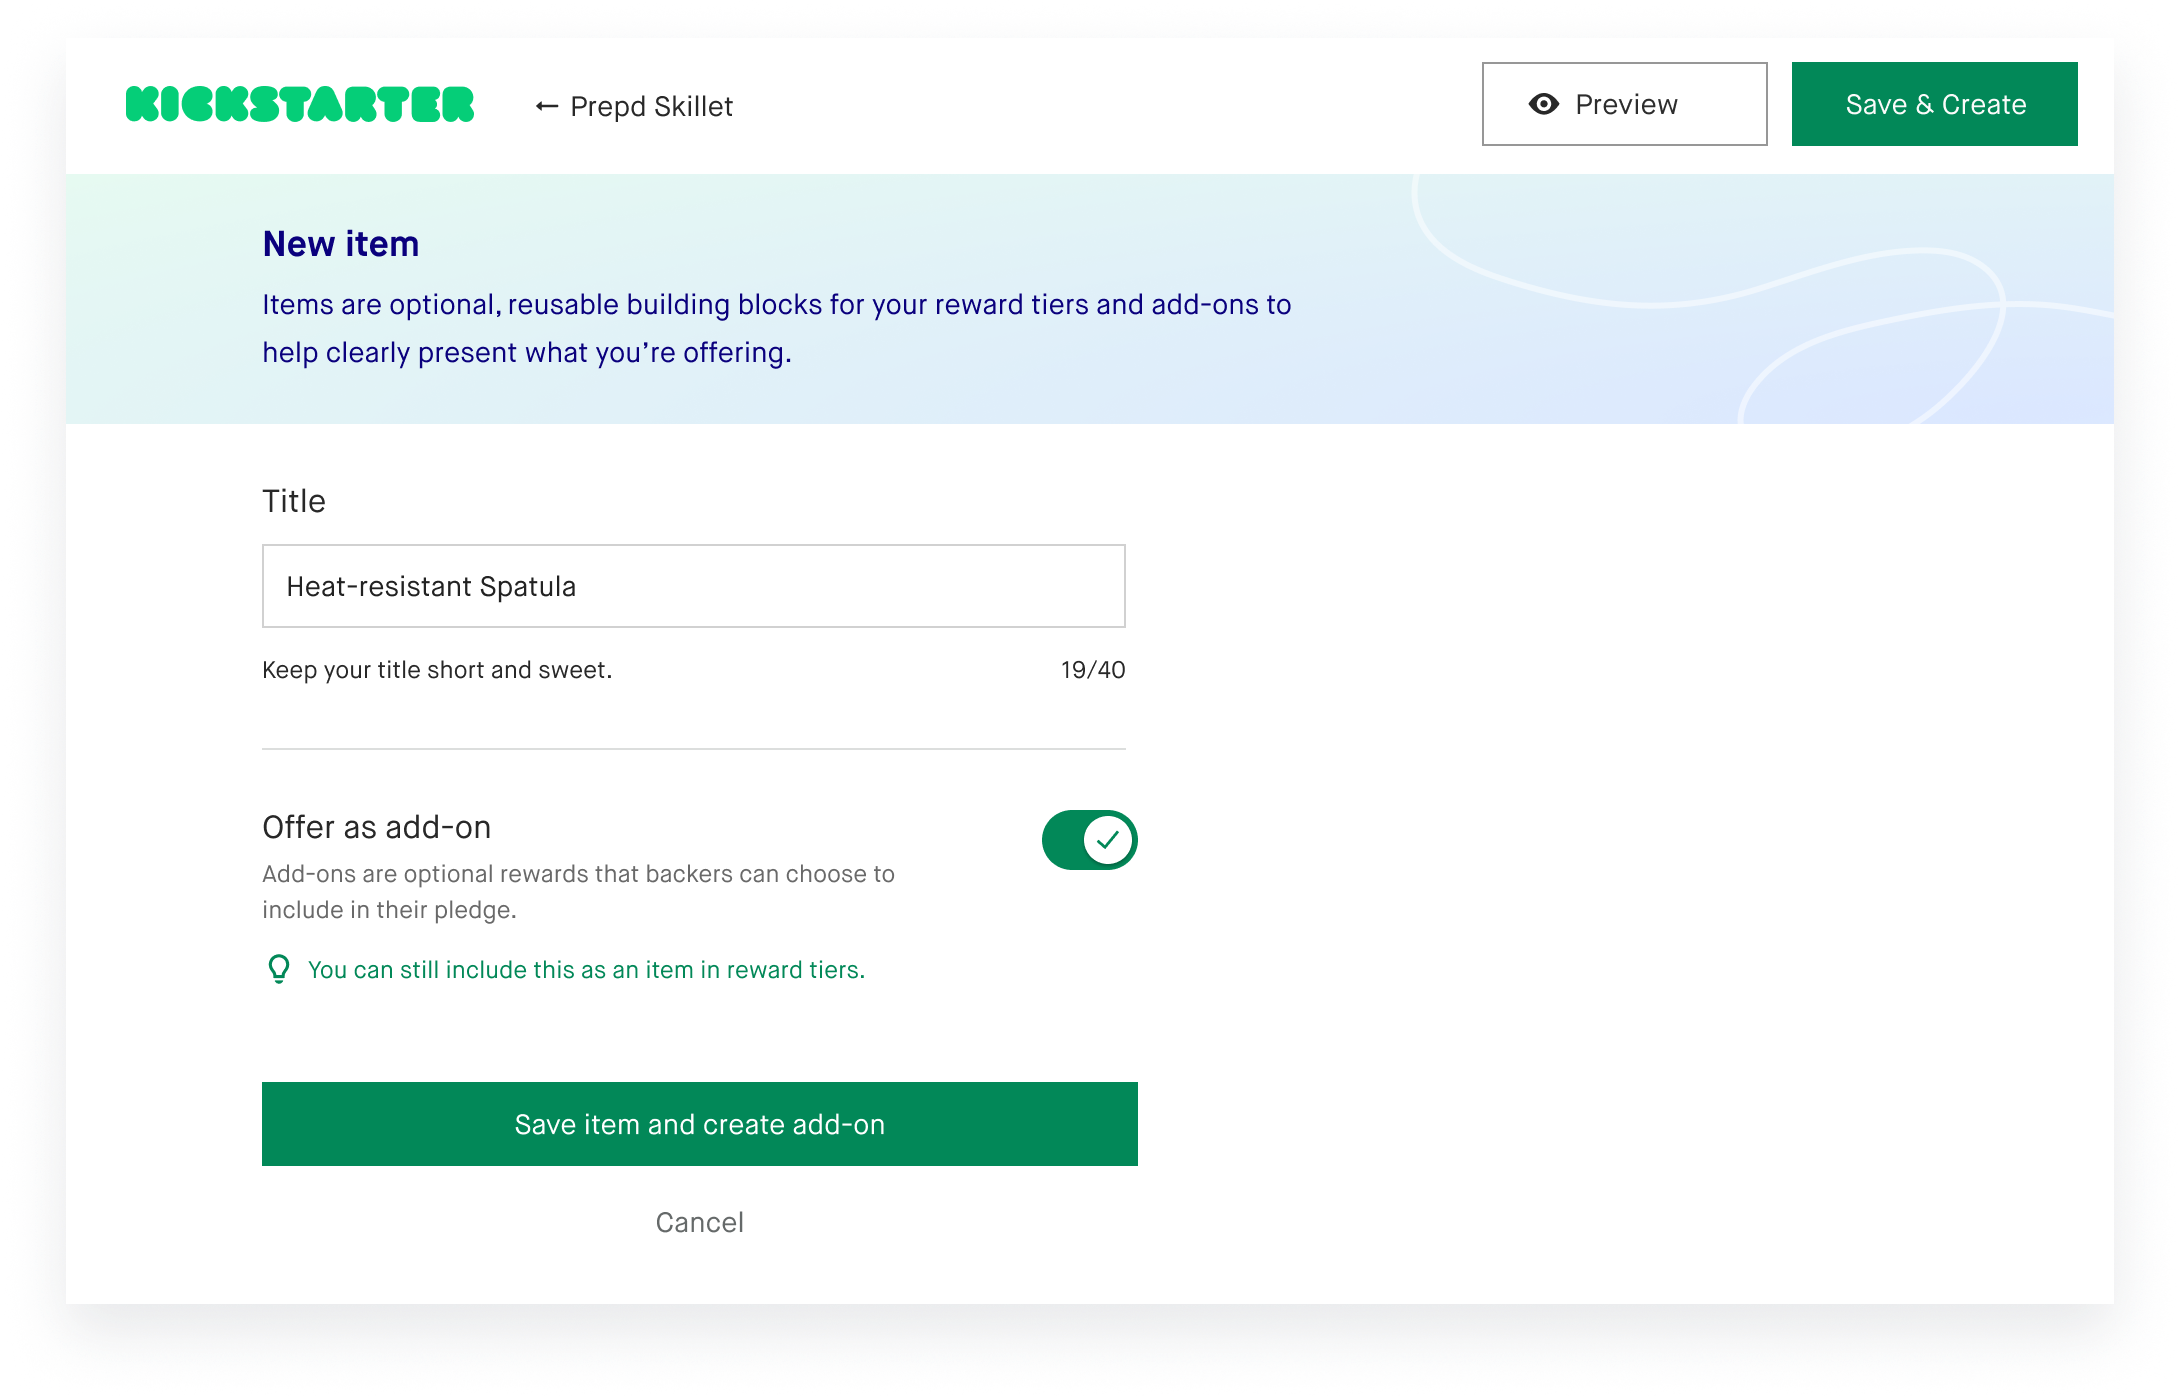 KICKSTARTER
← Prepd Skillet
Preview
Save & Create
New item
Items are optional, reusable building blocks for your reward tiers and add-ons to
help clearly present what you’re offering.
Title
Heat-resistant Spatula
Keep your title short and sweet.
19/40
Offer as add-on
Add-ons are optional rewards that backers can choose to
include in their pledge.
You can still include this as an item in reward tiers.
Save item and create add-on
Cancel